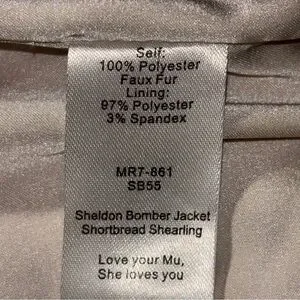 Self:
100% Polyester
Faux Fur
Lining:
97% Polyester
3% Spandex
MR7-861
SB55
Sheldon Bomber Jacket
Shortbread Shearling
Love your Mu,
She loves you